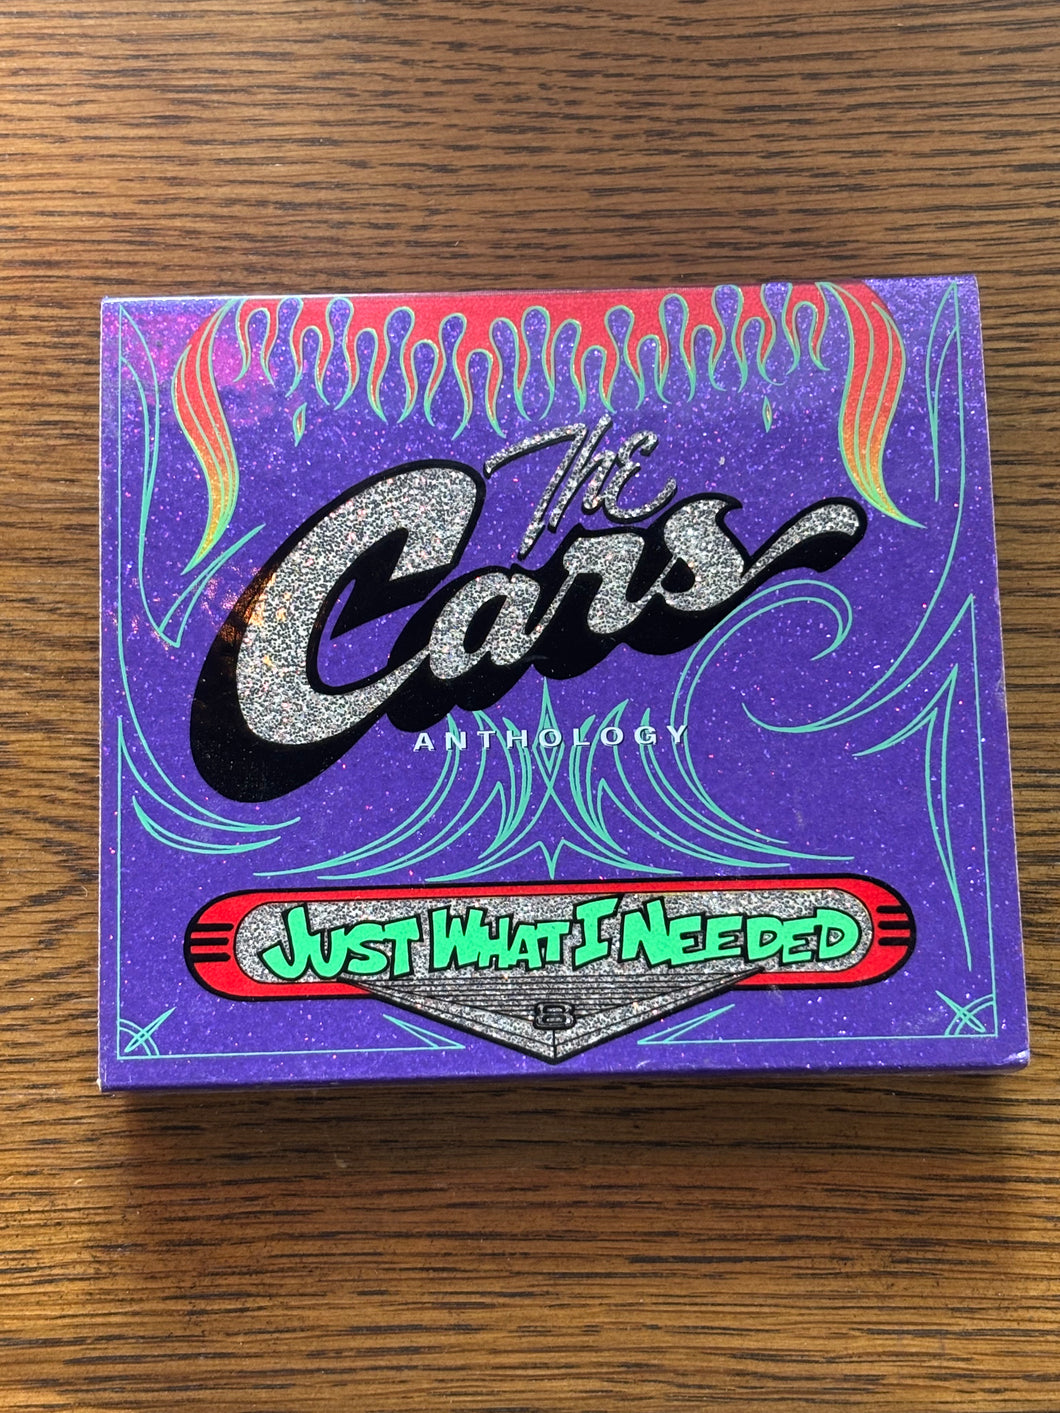 The
Cars
ANTHOLOGY
JUST WHAT I NEEDED
8